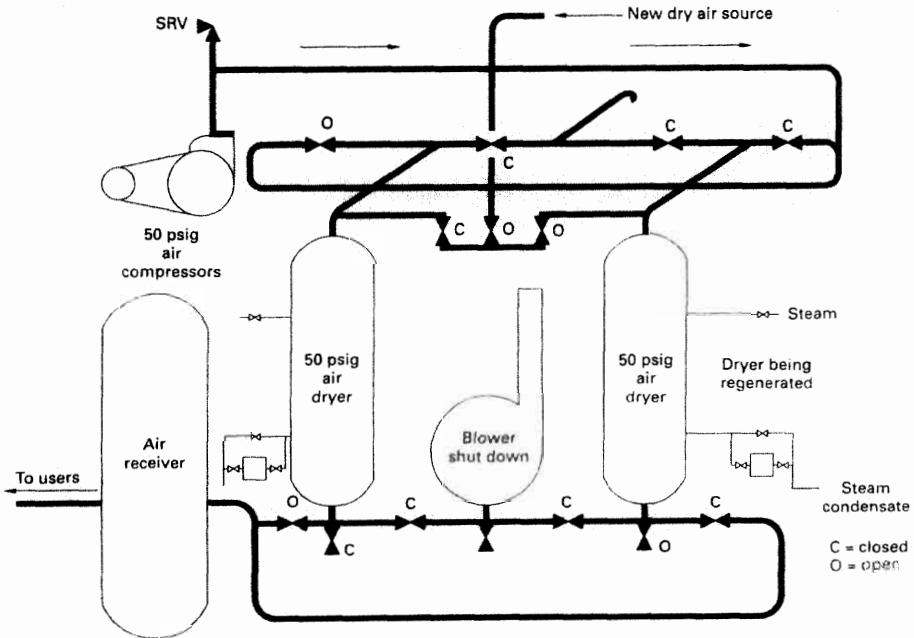 SRV
New dry air source
O
C
C
C
C
O
O
50 psig
air
compressors
50 psig
air
dryer
50 psig
air
dryer
Steam
Dryer being
regenerated
Blower
shut down
Air
receiver
To users
O
C
C
C
C
O
Steam
condensate
C = closed
O = open